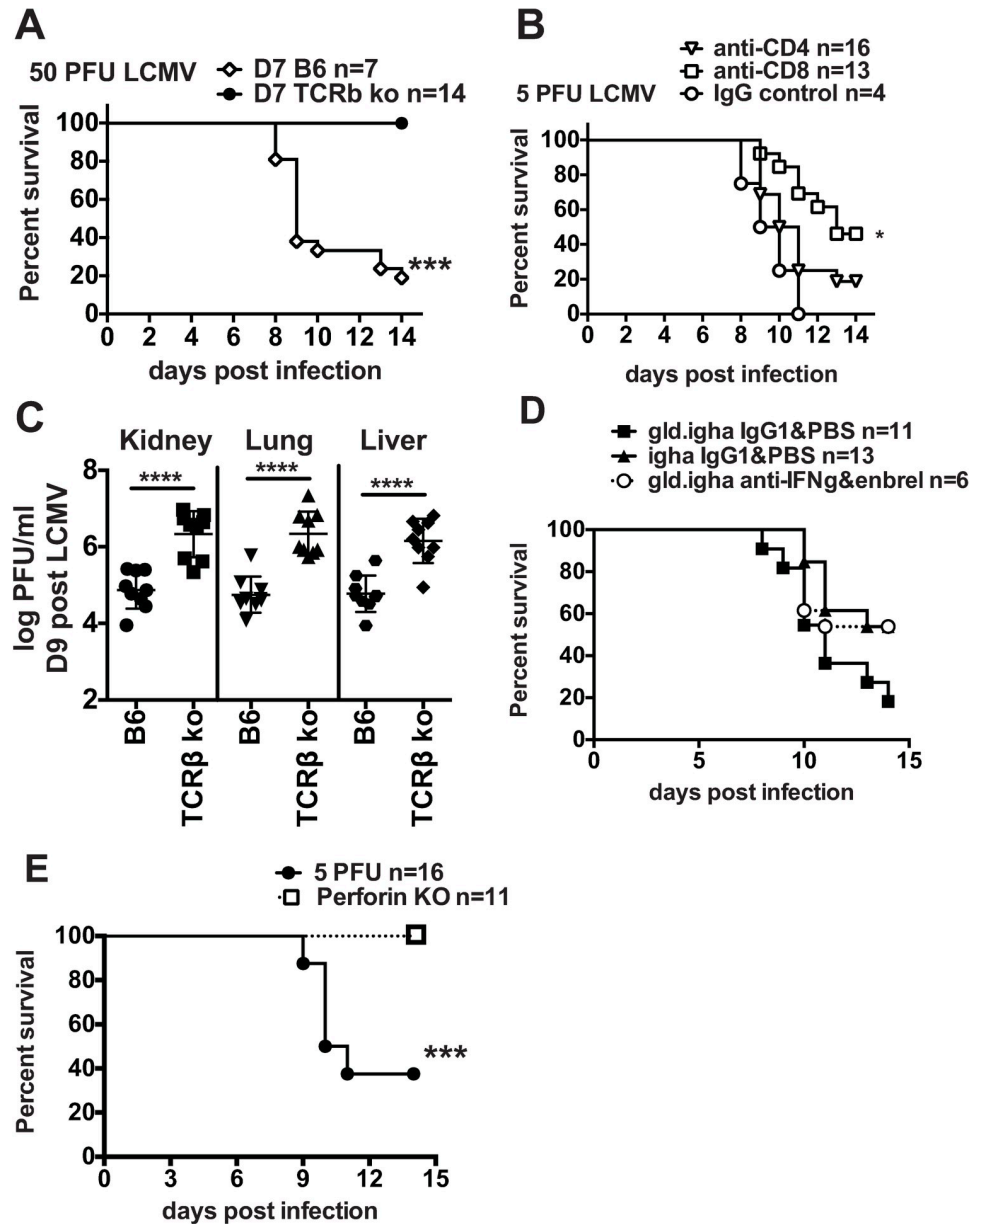 A
50 PFU LCMV
D7 B6 n=7
D7 TCRb ko n=14
Percent survival
100
80
60
40
20
0
***
0 2 4 6 8 10 12 14
days post infection
B
anti-CD4 n=16
anti-CD8 n=13
IgG control n=4
5 PFU LCMV
Percent survival
100
80
60
40
20
0
*
0 2 4 6 8 10 12 14
days post infection
C
Kidney Lung Liver
**** **** ****
log PFU/ml
D9 post LCMV
8
6
4
2
B6 TCRβ ko B6 TCRβ ko B6 TCRβ ko
D
gld.igha IgG1&PBS n=11
igha IgG1&PBS n=13
gld.igha anti-IFNg&enbrel n=6
Percent survival
100
80
60
40
20
0
0 5 10 15
days post infection
E
5 PFU n=16
Perforin KO n=11
Percent survival
100
80
60
40
20
0
***
0 3 6 9 12 15
days post infection